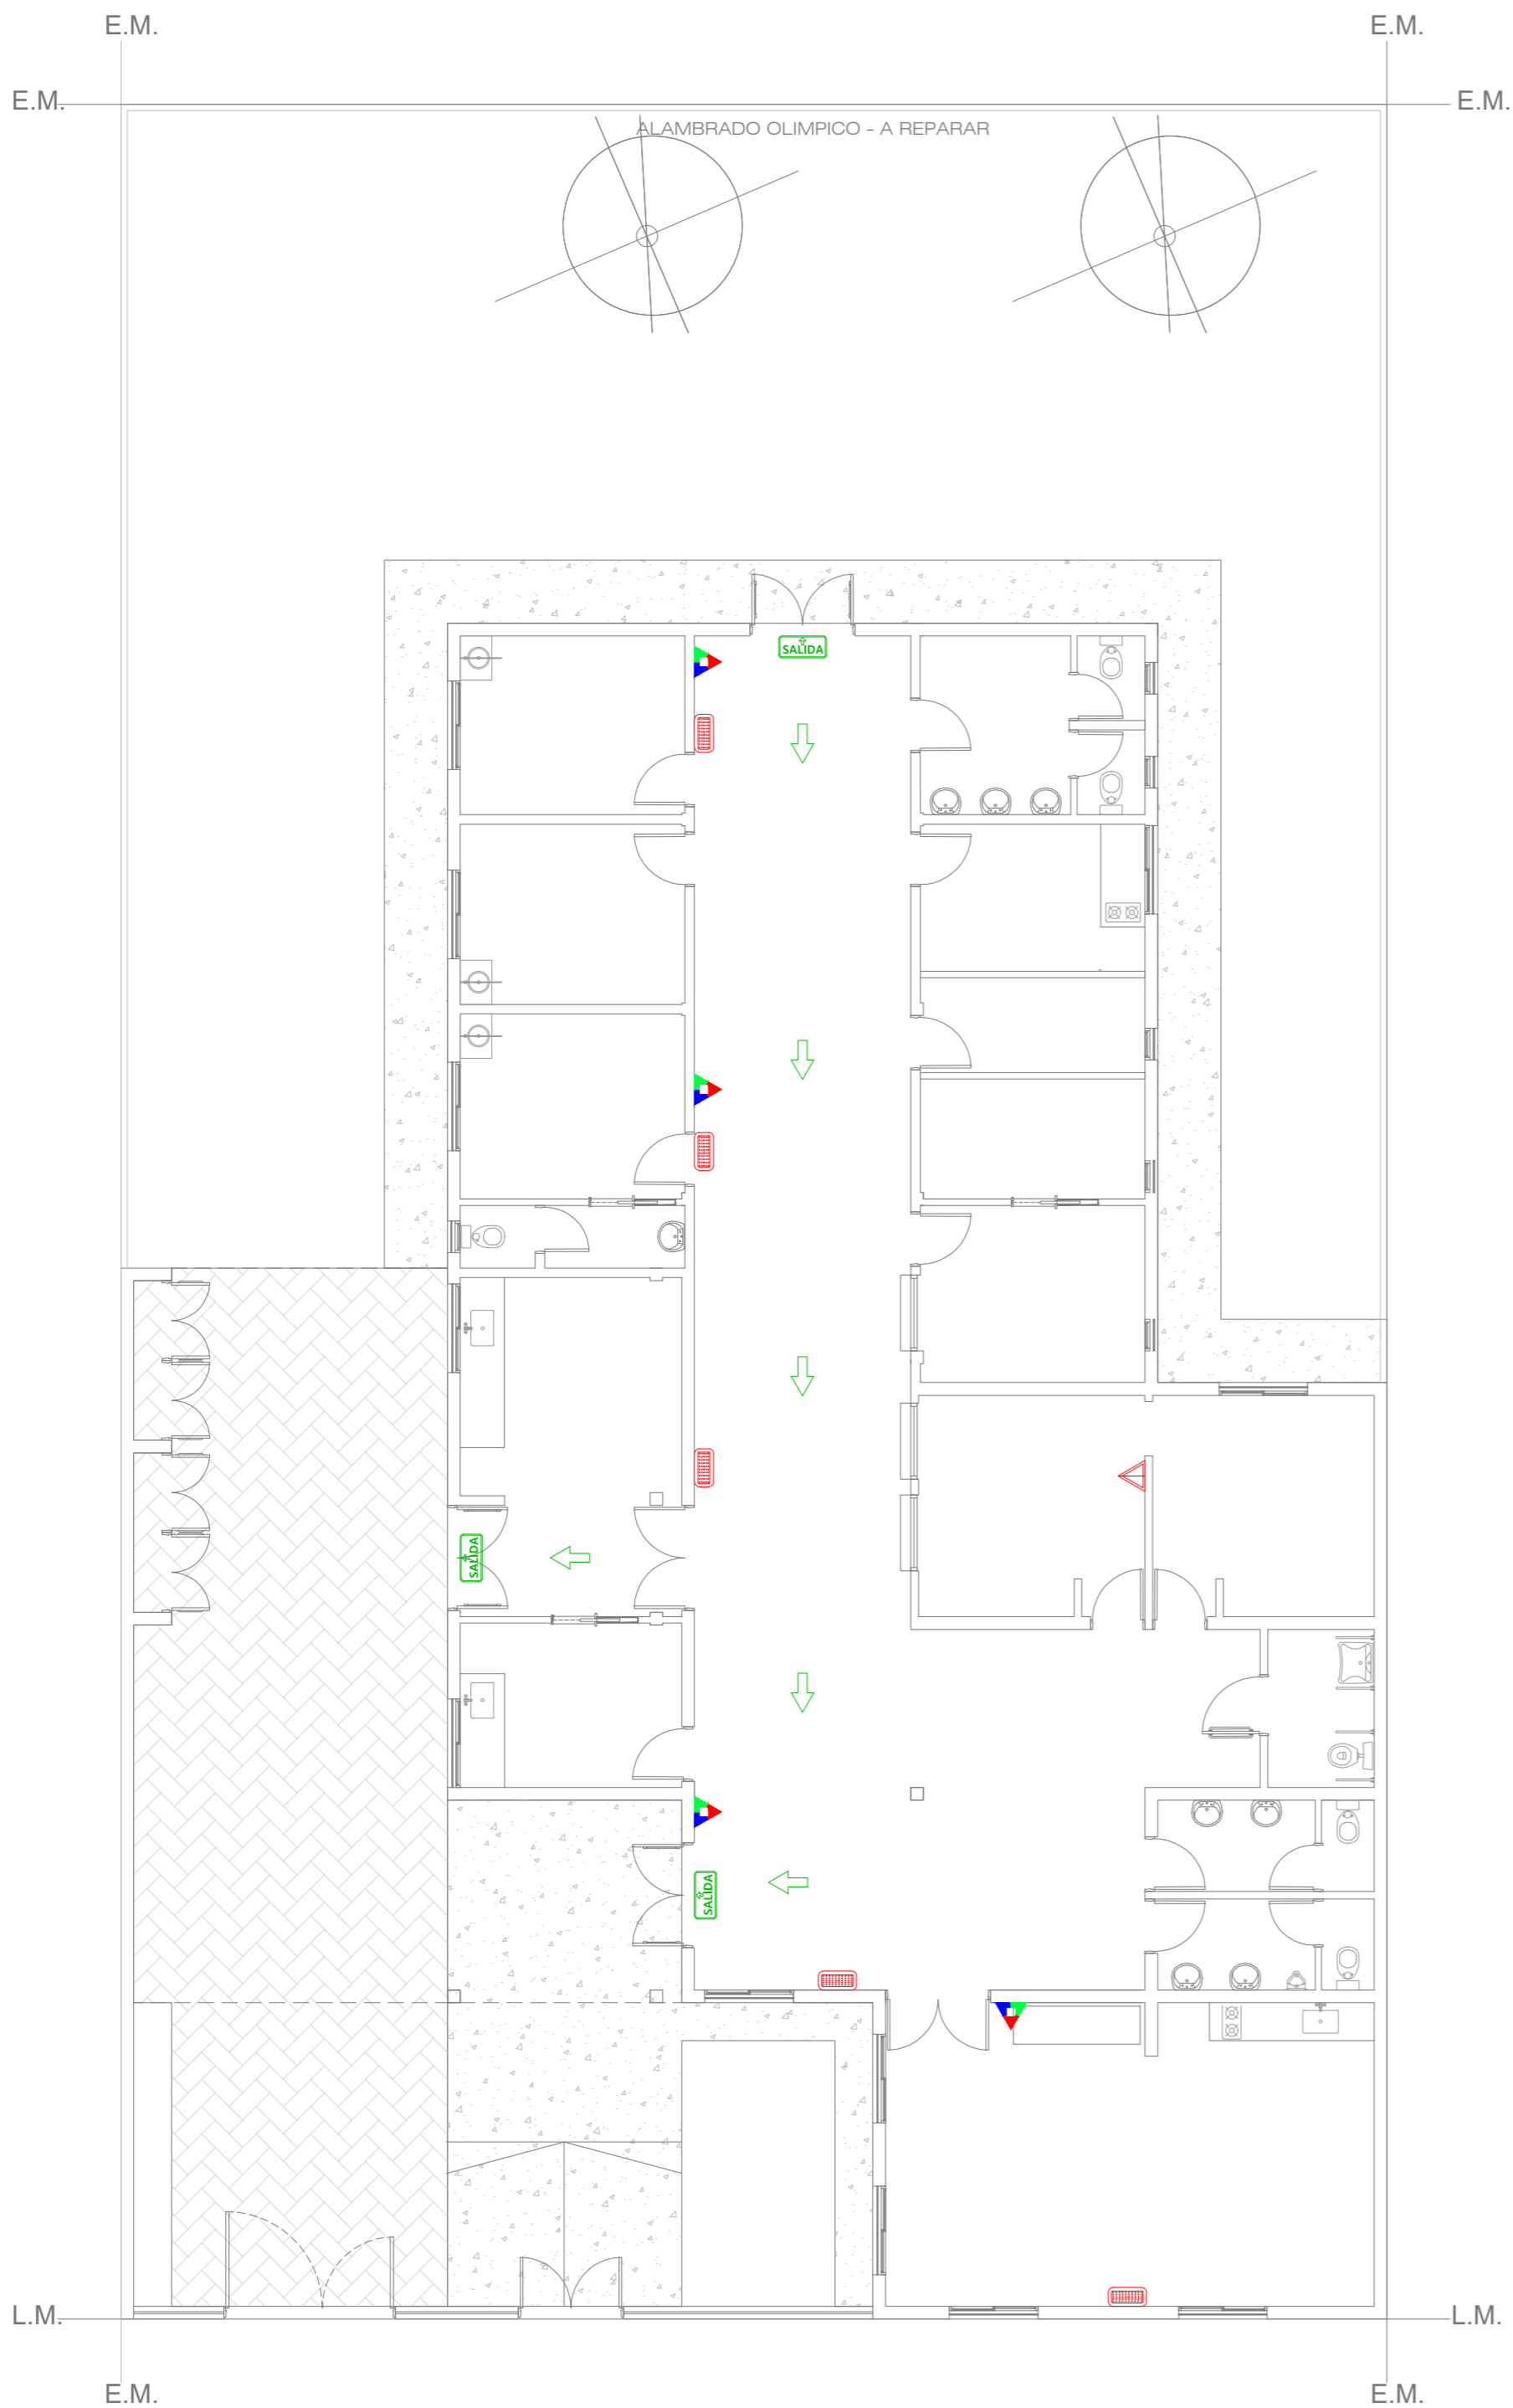 E.M. E.M.
E.M. E.M.
ALAMBRADO OLIMPICO - A REPARAR
SALIDA
SALIDA
SALIDA
L.M. L.M.
E.M. E.M.